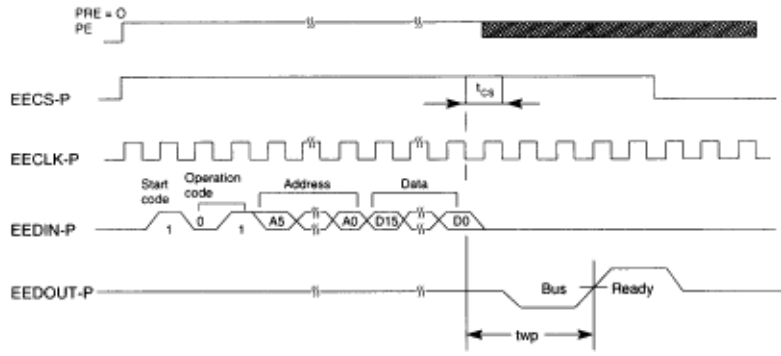 PRE = O
PE
EECS-P
tCS
EECLK-P
Start code
Operation code
Address
Data
EEDIN-P
1 0 1 A5 A0 D15 D0
EEDOUT-P
Bus Ready
twp